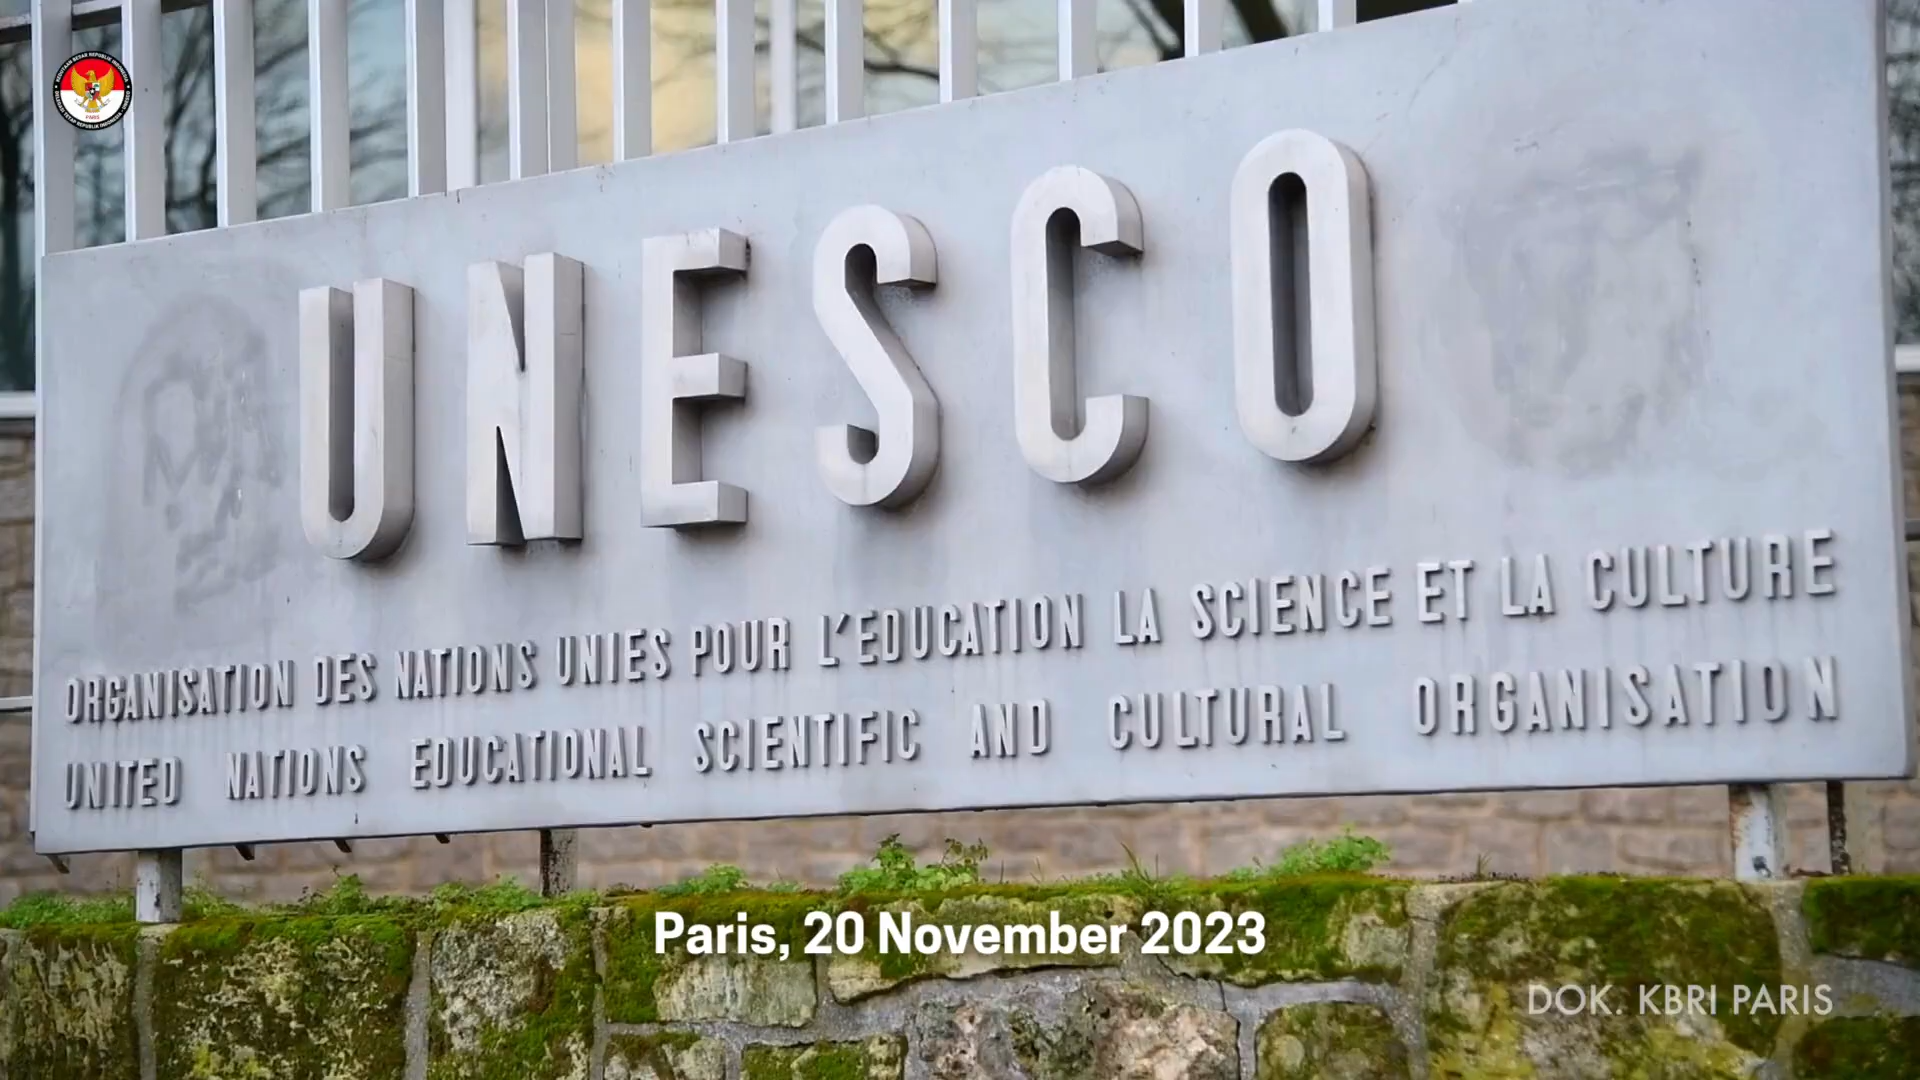 UNESCO
ORGANISATION DES NATIONS UNIES POUR L'EDUCATION LA SCIENCE ET LA CULTURE
UNITED NATIONS EDUCATIONAL SCIENTIFIC AND CULTURAL ORGANISATION
Paris, 20 November 2023
DOK. KBRI PARIS